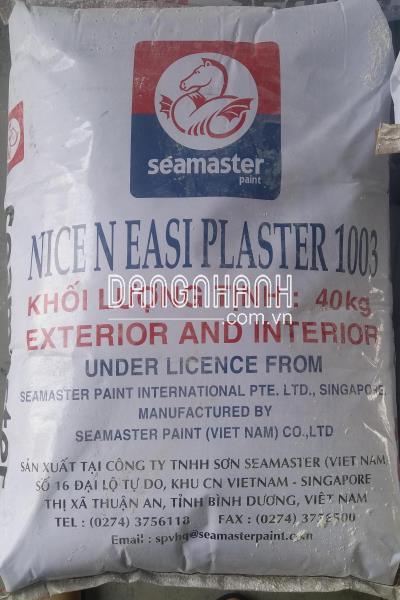 seamaster
paint
NICE N EASI PLASTER 1003
KHỐI LƯỢNG TỊNH : 40kg
DANGNHANH
.com.vn
EXTERIOR AND INTERIOR
UNDER LICENCE FROM
SEAMASTER PAINT INTERNATIONAL PTE. LTD., SINGAPORE
MANUFACTURED BY
SEAMASTER PAINT (VIET NAM) CO.,LTD
SẢN XUẤT TẠI CÔNG TY TNHH SƠN SEAMASTER (VIET NAM
SỐ 16 ĐẠI LỘ TỰ DO, KHU CN VIETNAM - SINGAPORE
THỊ XÃ THUẬN AN, TỈNH BÌNH DƯƠNG, VIỆT NAM
TEL : (0274) 3756118 FAX : (0274) 3756500
Email : spvhq@seamasterpaint.com.vn